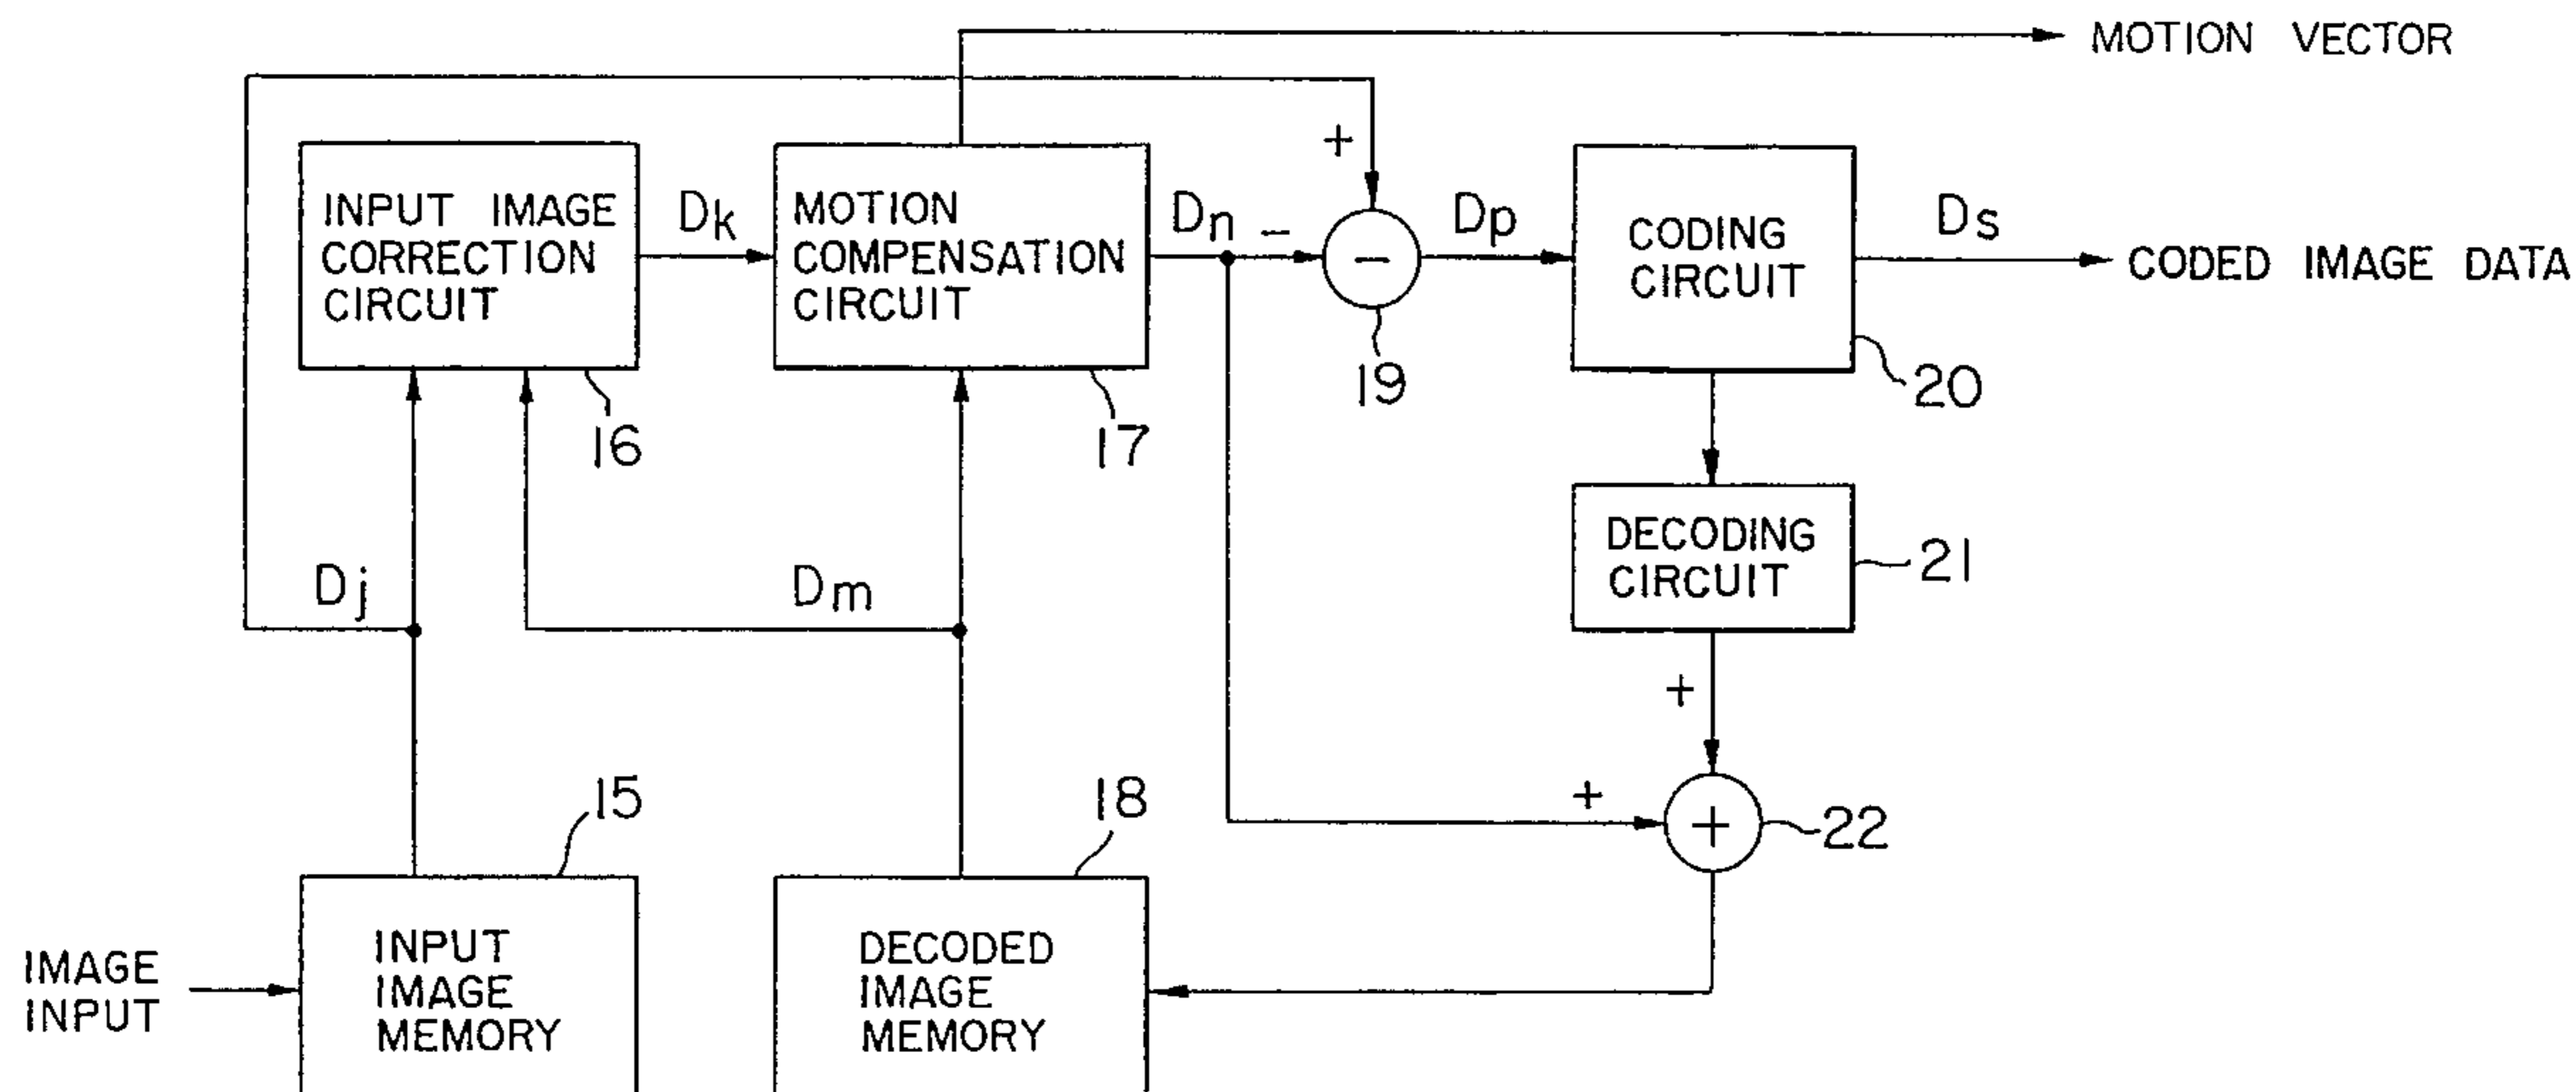 MOTION VECTOR
+
INPUT IMAGE
CORRECTION
CIRCUIT
Dk
MOTION
COMPENSATION
CIRCUIT
Dn
-
-
Dp
CODING
CIRCUIT
Ds
CODED IMAGE DATA
16
17
19
20
Dj
Dm
DECODING
CIRCUIT
21
+
15
18
+
+
22
IMAGE
INPUT
INPUT
IMAGE
MEMORY
DECODED
IMAGE
MEMORY